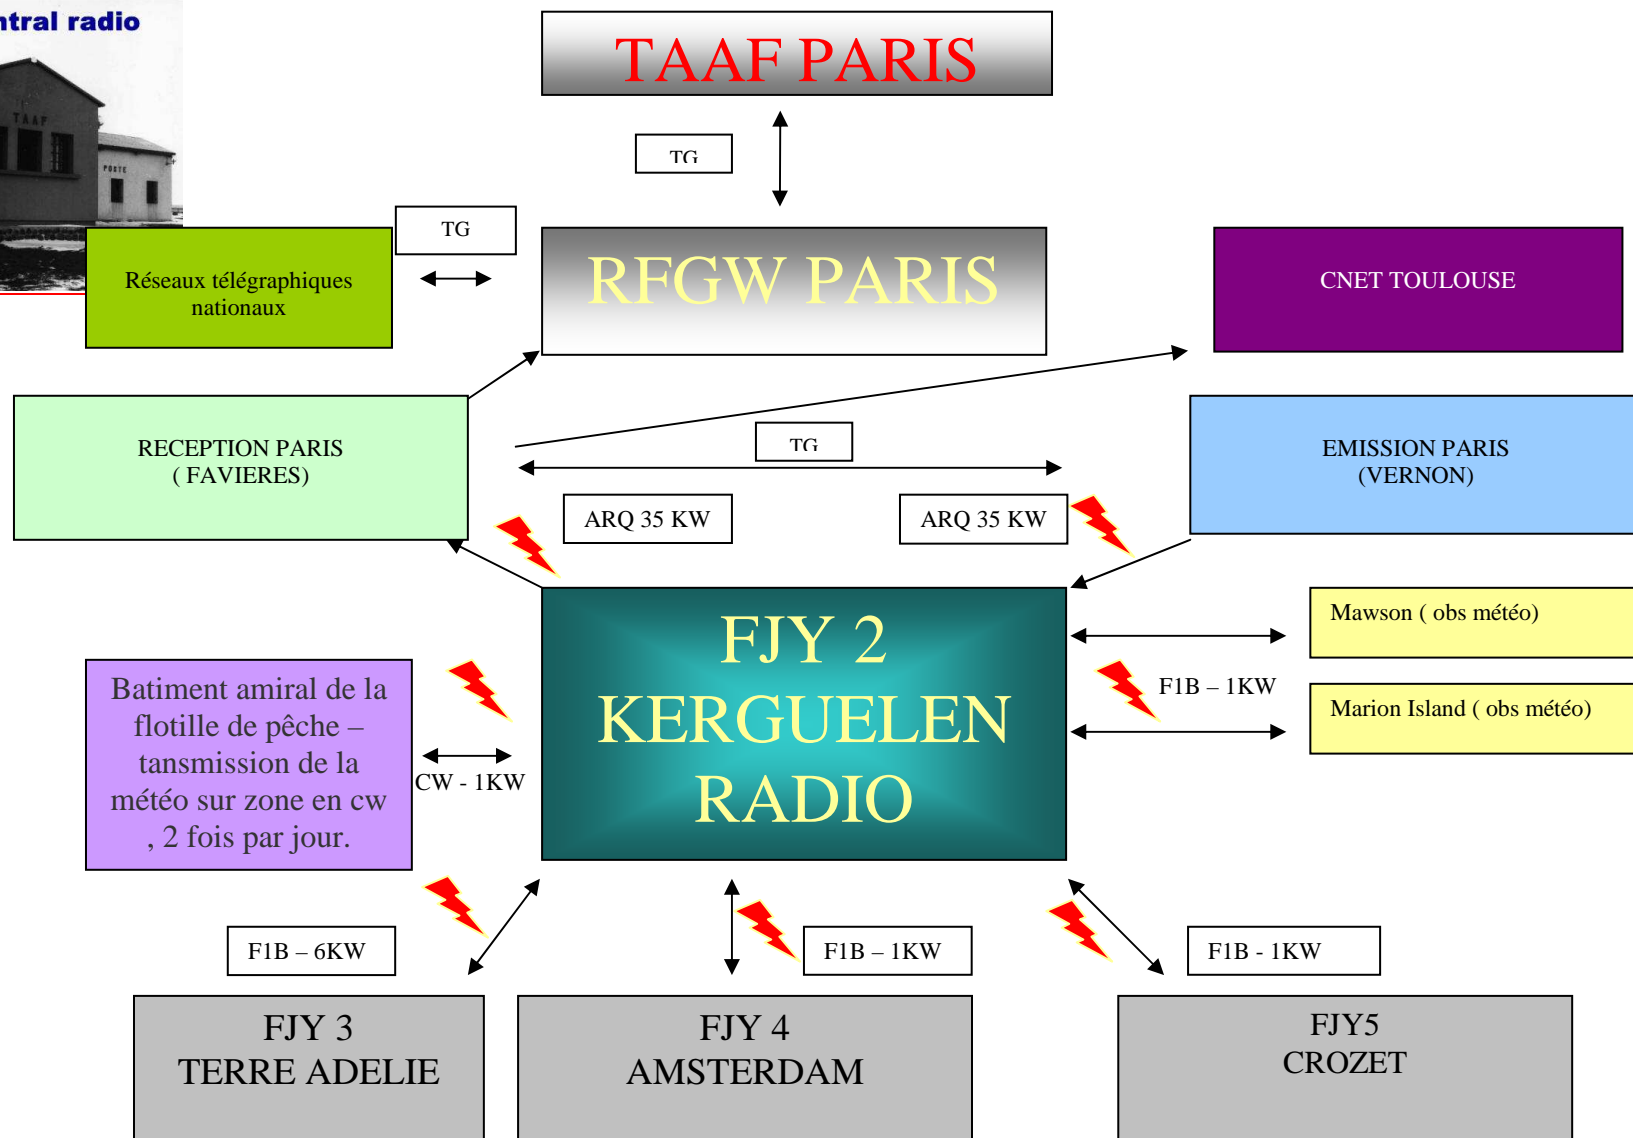 ntral radio
TAAF
POSTE
TAAF PARIS
TG
TG
Réseaux télégraphiques
nationaux
RFGW PARIS
CNET TOULOUSE
RECEPTION PARIS
( FAVIERES)
TG
EMISSION PARIS
(VERNON)
ARQ 35 KW
ARQ 35 KW
FJY 2
KERGUELEN
RADIO
Mawson ( obs météo)
F1B – 1KW
Marion Island ( obs météo)
Batiment amiral de la
flotille de pêche –
tansmission de la
météo sur zone en cw
, 2 fois par jour.
CW - 1KW
F1B – 6KW
F1B – 1KW
F1B - 1KW
FJY 3
TERRE ADELIE
FJY 4
AMSTERDAM
FJY5
CROZET